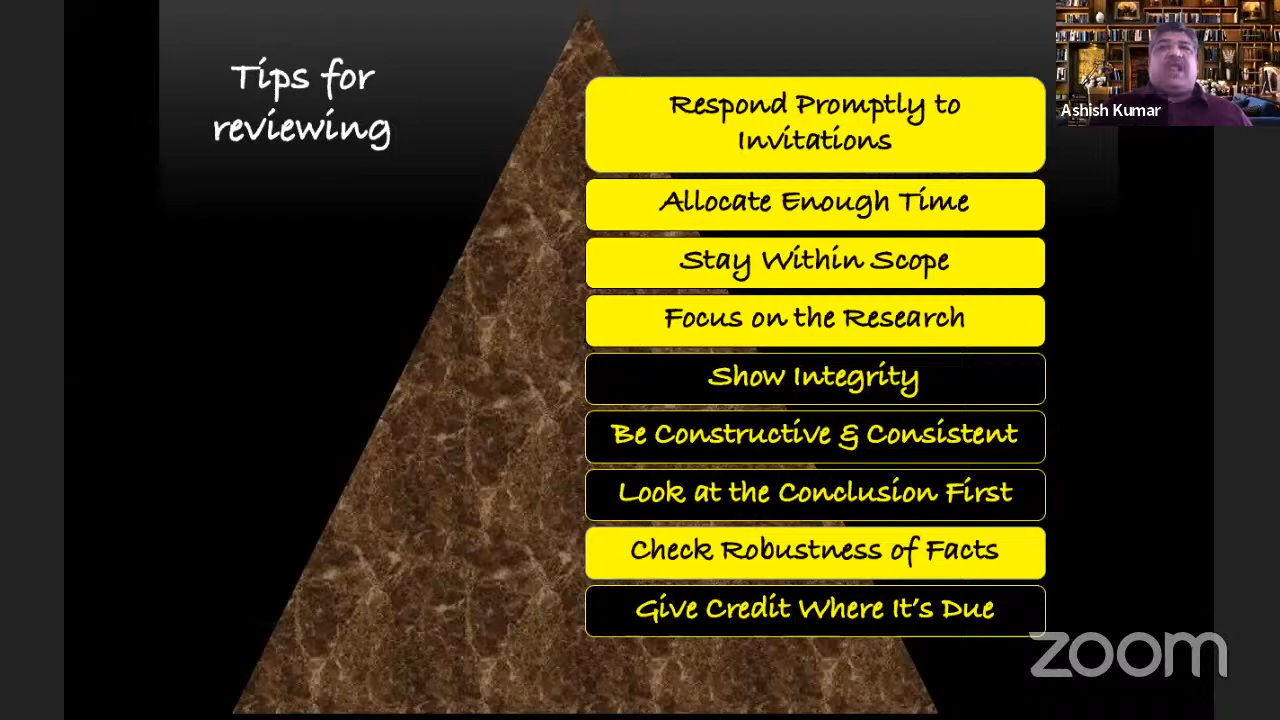 Tips for
reviewing
Respond Promptly to
Invitations
Allocate Enough Time
Stay Within Scope
Focus on the Research
Show Integrity
Be Constructive & Consistent
Look at the Conclusion First
Check Robustness of Facts
Give Credit Where It's Due
Ashish Kumar
zoom